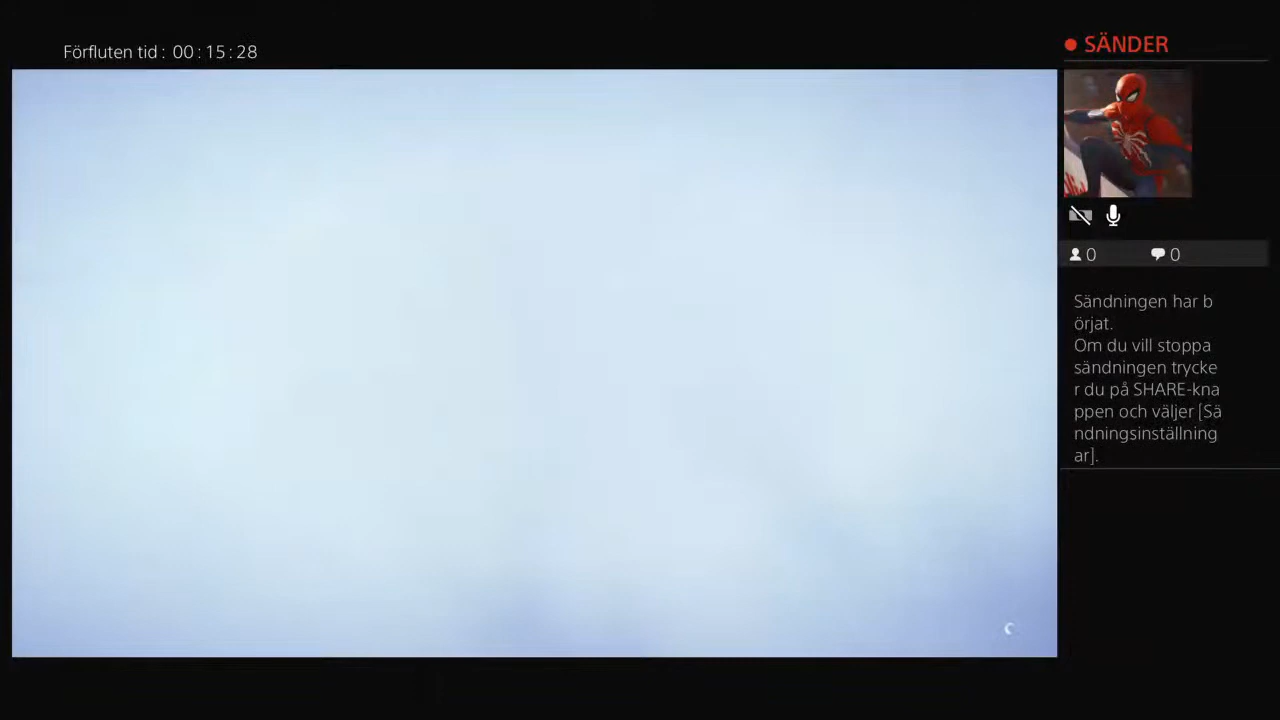 Förfluten tid : 00 : 15 : 28
SÄNDER
0 0
Sändningen har b
örjat.
Om du vill stoppa
sändningen trycke
r du på SHARE-kna
ppen och väljer [Sä
ndningsinställning
ar].